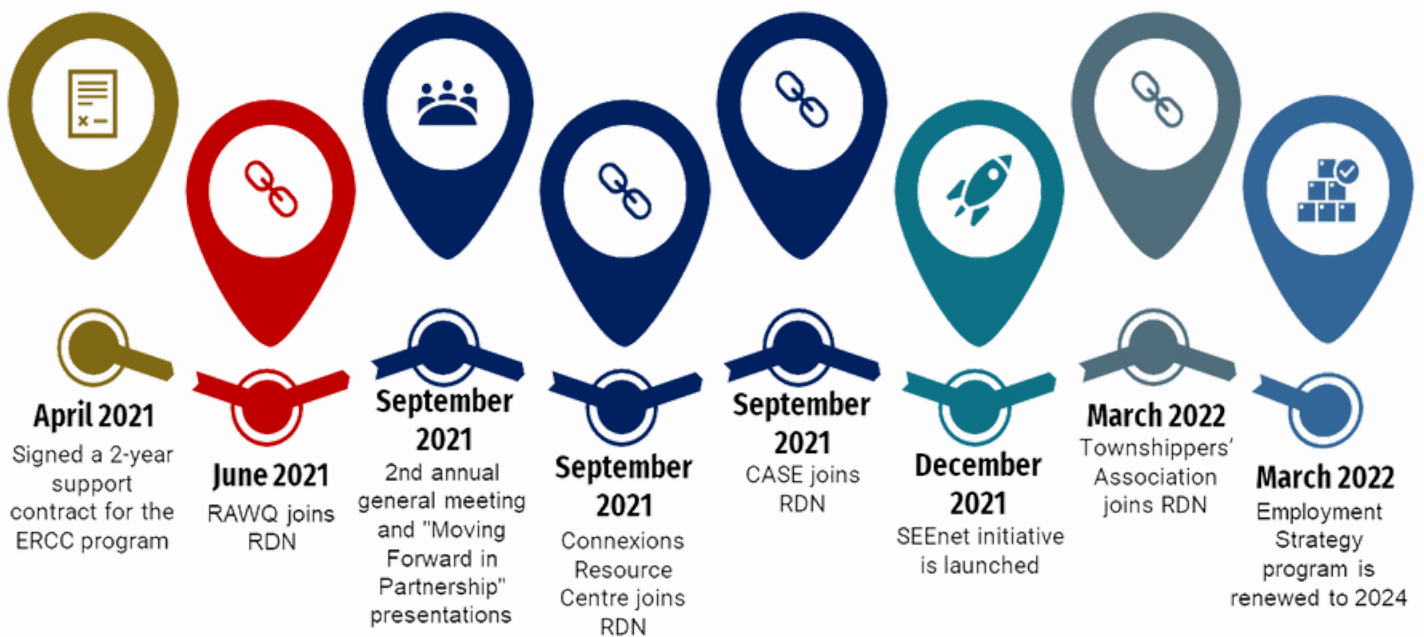 April 2021
Signed a 2-year
support
contract for the
ERCC program
June 2021
RAWQ joins
RDN
September
2021
2nd annual
general meeting
and "Moving
Forward in
Partnership"
presentations
September
2021
Connexions
Resource
Centre joins
RDN
September
2021
CASE joins
RDN
December
2021
SEEnet initiative
is launched
March 2022
Townshippers’
Association
joins RDN
March 2022
Employment
Strategy
program is
renewed to 2024